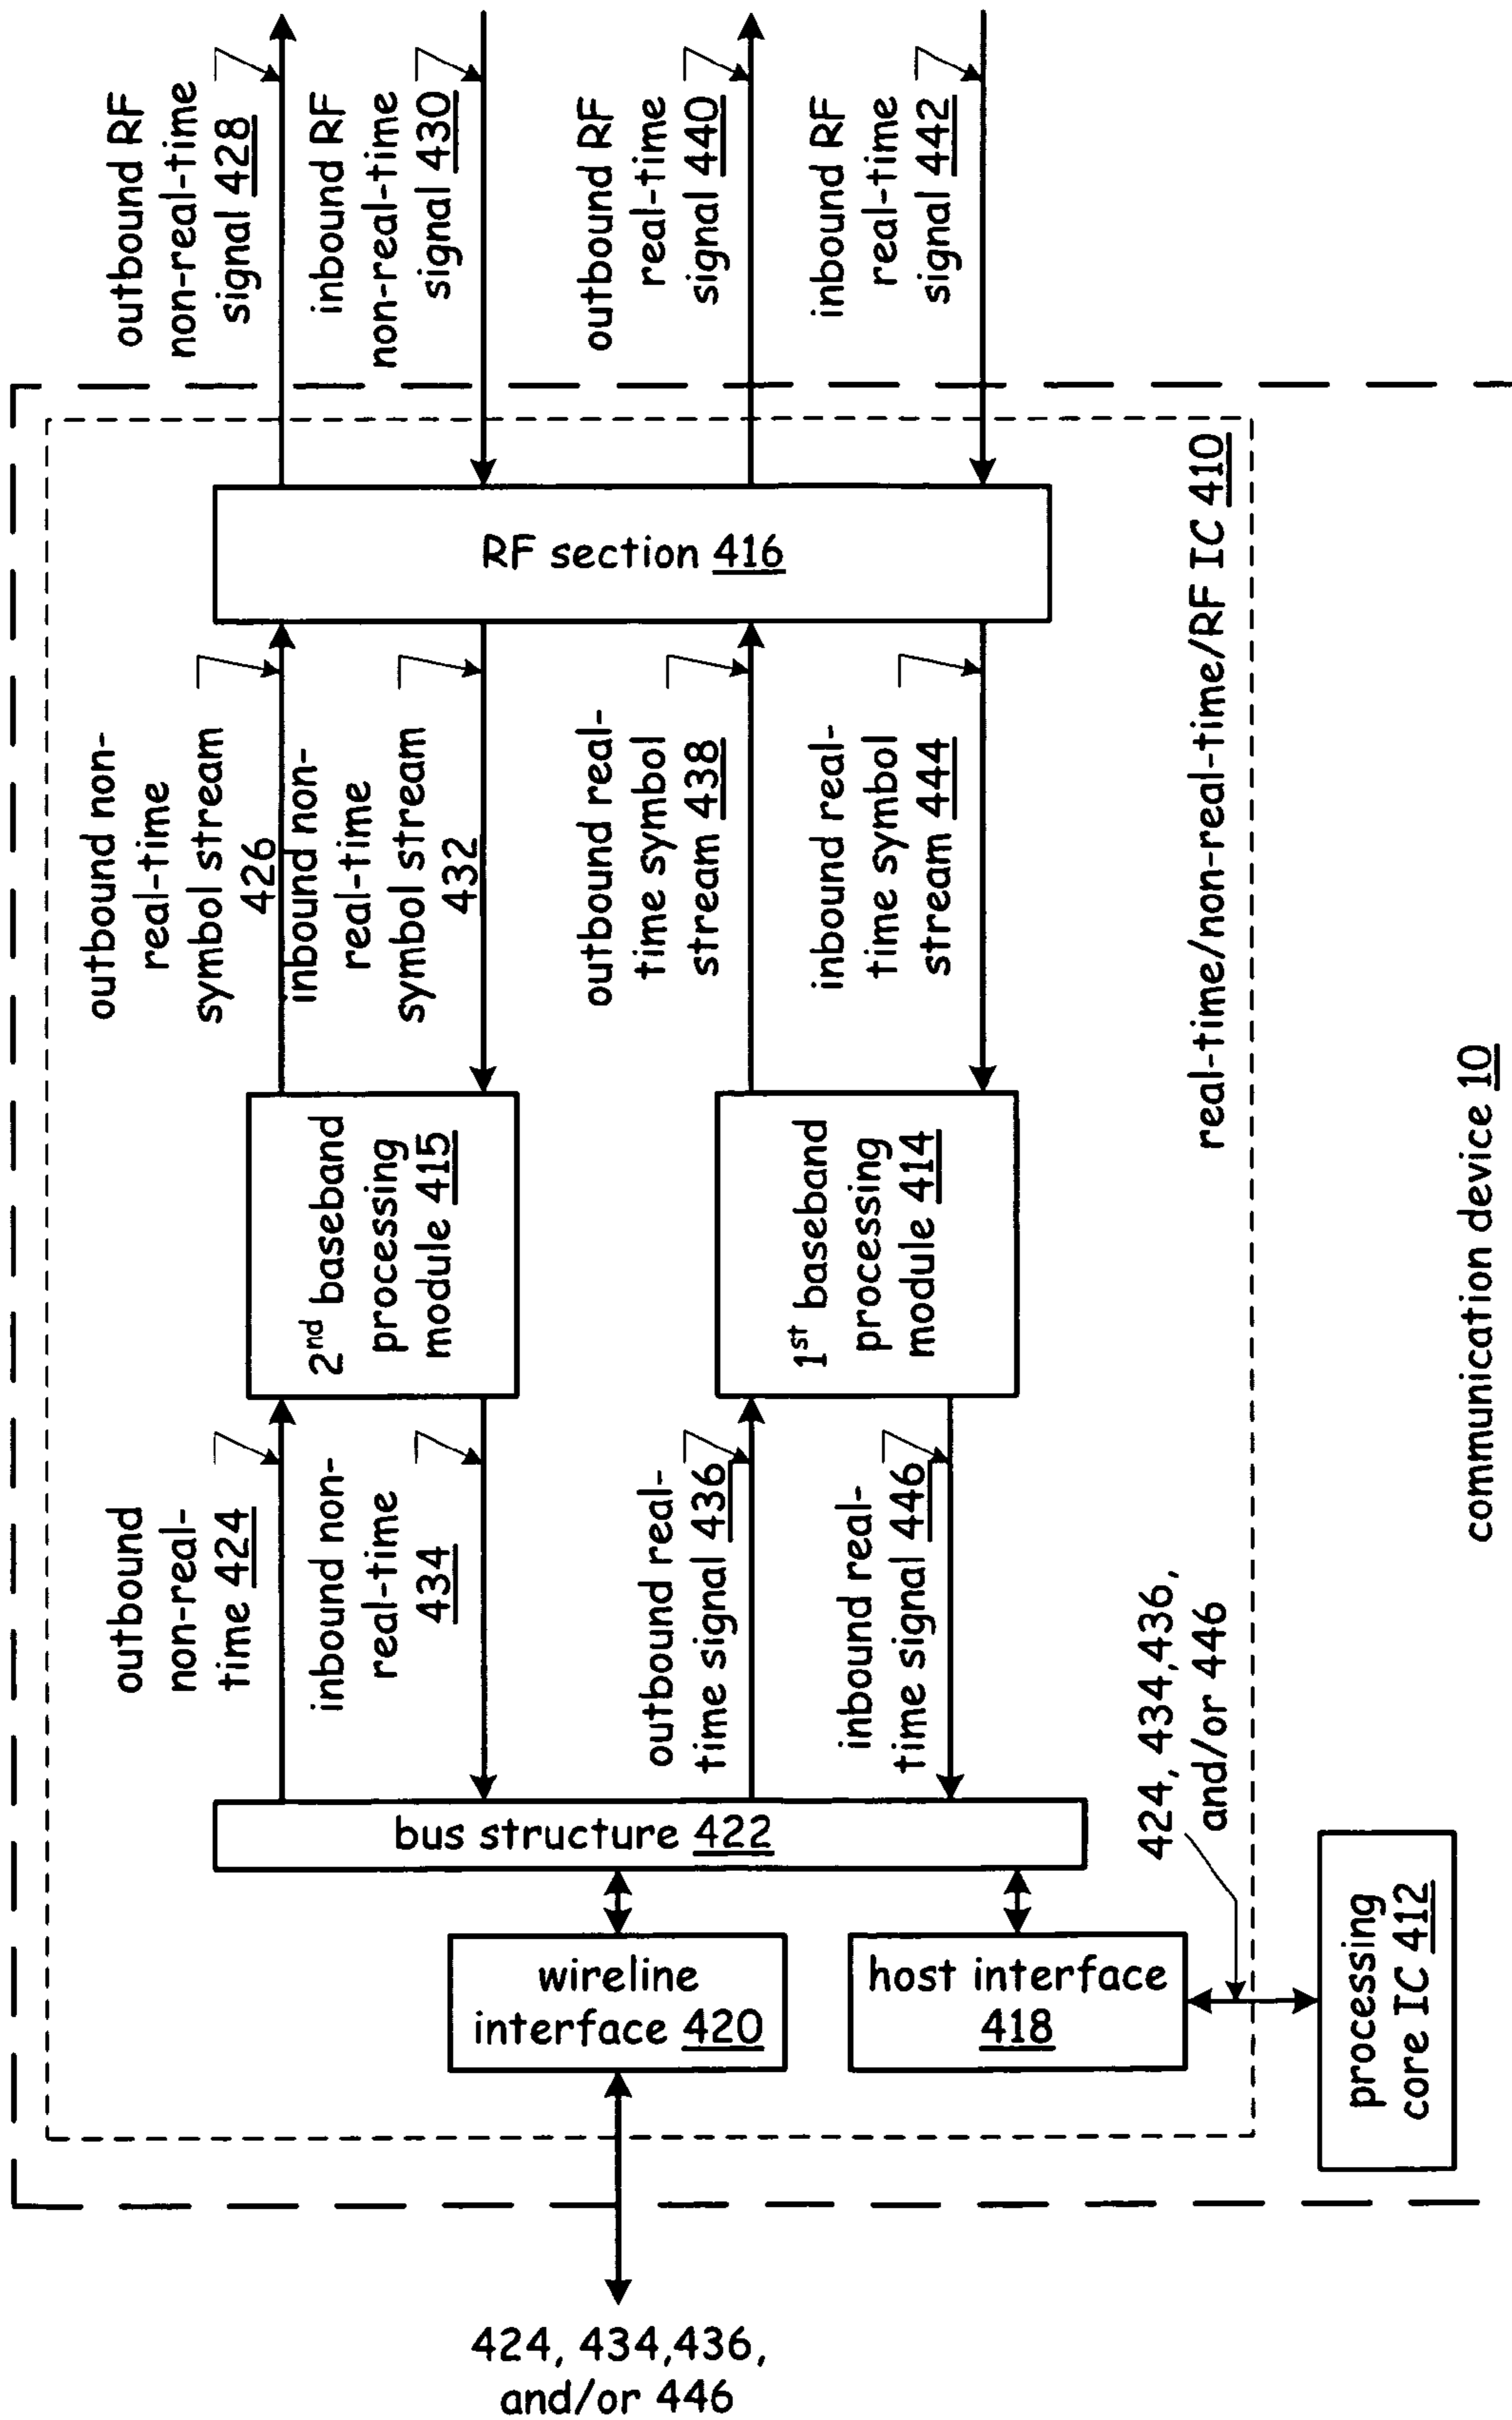 outbound RF
non-real-time
signal 428
inbound RF
non-real-time
signal 430
outbound RF
real-time
signal 440
inbound RF
real-time
signal 442
RF section 416
outbound non-
real-time
symbol stream
426
inbound non-
real-time
symbol stream
432
outbound real-
time symbol
stream 438
inbound real-
time symbol
stream 444
2nd baseband
processing
module 415
1st baseband
processing
module 414
outbound
non-real-
time 424
inbound non-
real-time
434
outbound real-
time signal 436
inbound real-
time signal 446
bus structure 422
wireline
interface 420
host interface
418
424, 434,436,
and/or 446
424, 434,436,
and/or 446
processing
core IC 412
real-time/non-real-time/RF IC 410
communication device 10